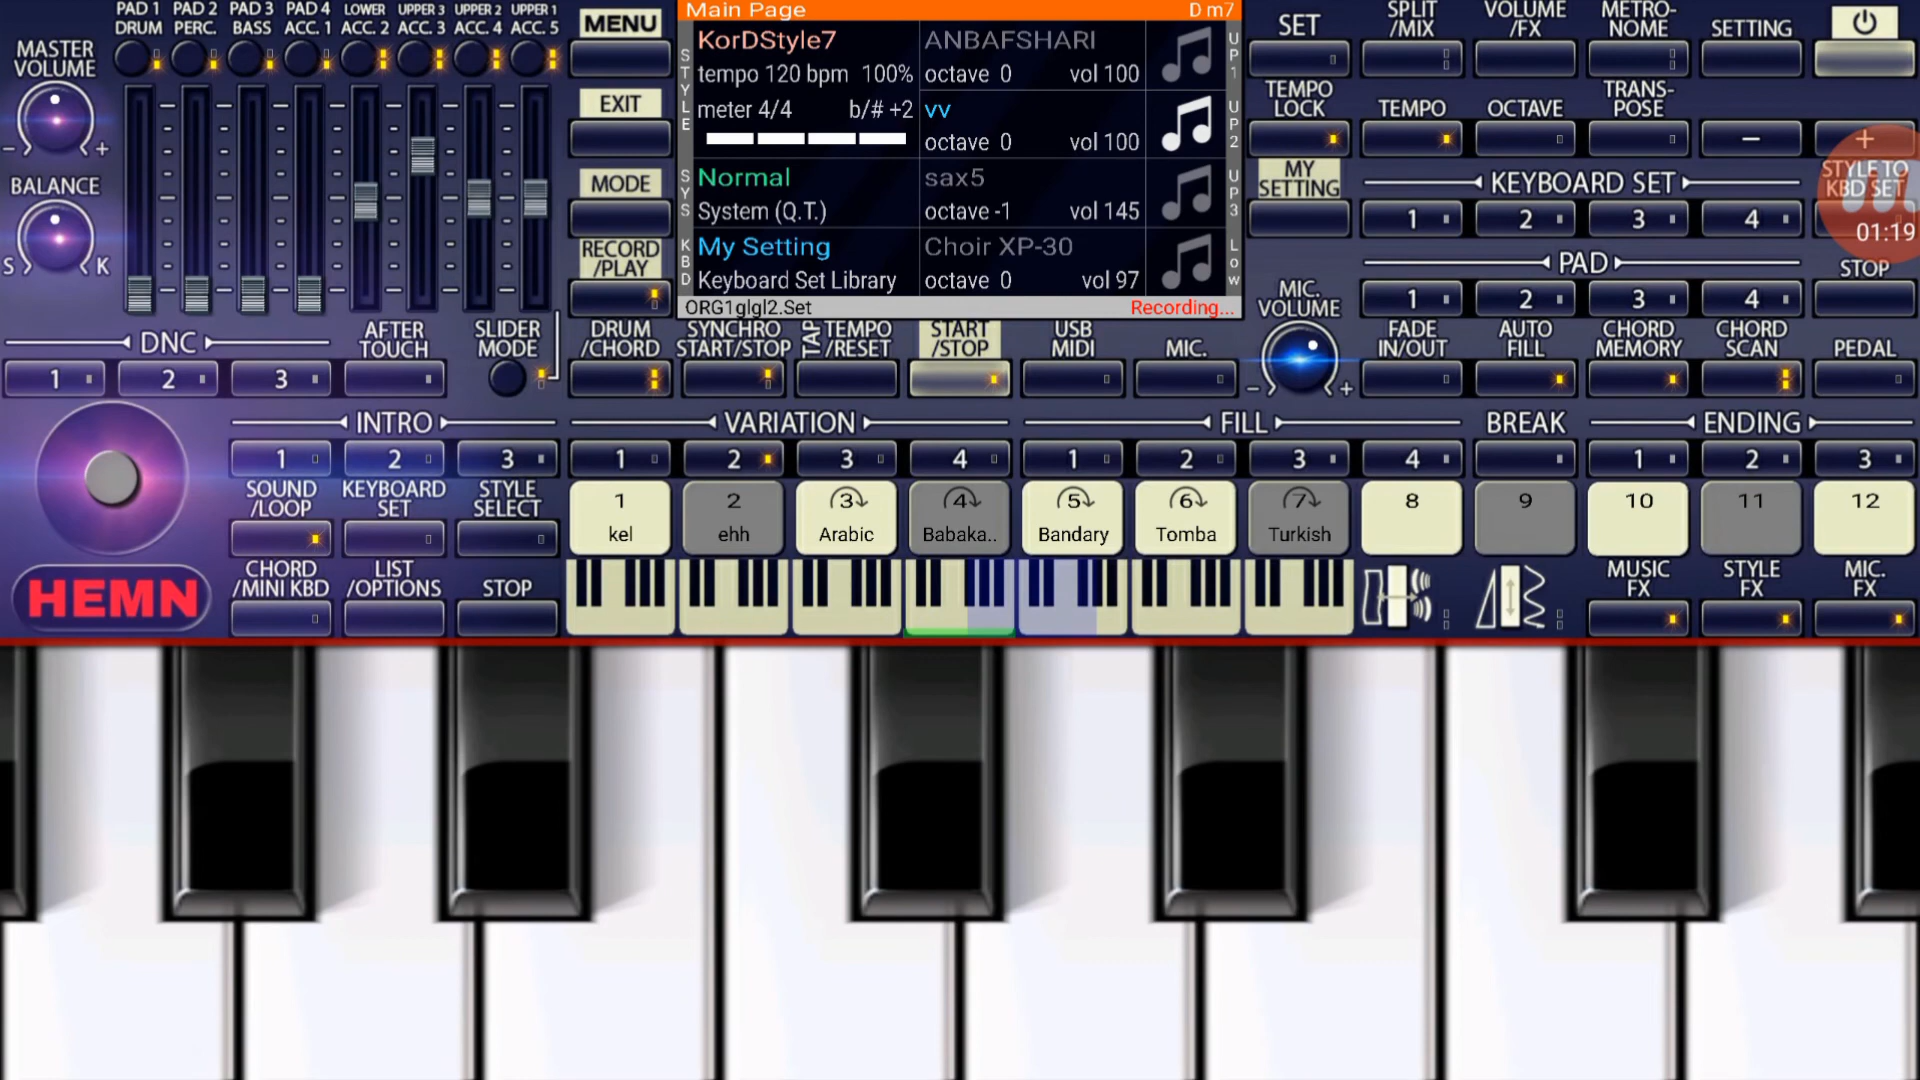 PAD 1 PAD 2 PAD 3 PAD 4 LOWER UPPER 3 UPPER 2 UPPER 1
DRUM PERC. BASS ACC. 1 ACC. 2 ACC. 3 ACC. 4 ACC. 5
MASTER
VOLUME
- +
BALANCE
S K
MENU
EXIT
MODE
RECORD
/PLAY
Main Page D m7
STYLE
KorDStyle7
tempo 120 bpm 100%
meter 4/4 b/# +2
SYS
Normal
System (Q.T.)
KBD
My Setting
Keyboard Set Library
ANBAFSHARI
octave 0 vol 100
UP1
vv
octave 0 vol 100
UP2
sax5
octave -1 vol 145
UP3
Choir XP-30
octave 0 vol 97
Low
ORG1glgl2.Set Recording...
SET SPLIT
/MIX VOLUME
/FX METRO-
NOME SETTING
TEMPO
LOCK TEMPO OCTAVE TRANS-
POSE
- +
MY
SETTING
KEYBOARD SET
STYLE TO
KBD SET
1 2 3 4
01:19
PAD
STOP
1 2 3 4
MIC.
VOLUME
- +
DNC
AFTER
TOUCH
SLIDER
MODE
1 2 3
DRUM
/CHORD
SYNCHRO
START/STOP
TAP TEMPO
/RESET
START
/STOP
USB
MIDI
MIC.
FADE
IN/OUT
AUTO
FILL
CHORD
MEMORY
CHORD
SCAN
PEDAL
INTRO VARIATION FILL BREAK ENDING
1 2 3 1 2 3 4 1 2 3 4 1 2 3
SOUND
/LOOP
KEYBOARD
SET
STYLE
SELECT
1 2 3 4 5 6 7 8 9 10 11 12
kel ehh Arabic Babaka.. Bandary Tomba Turkish
HEMN
CHORD
/MINI KBD
LIST
/OPTIONS
STOP
MUSIC
FX
STYLE
FX
MIC.
FX